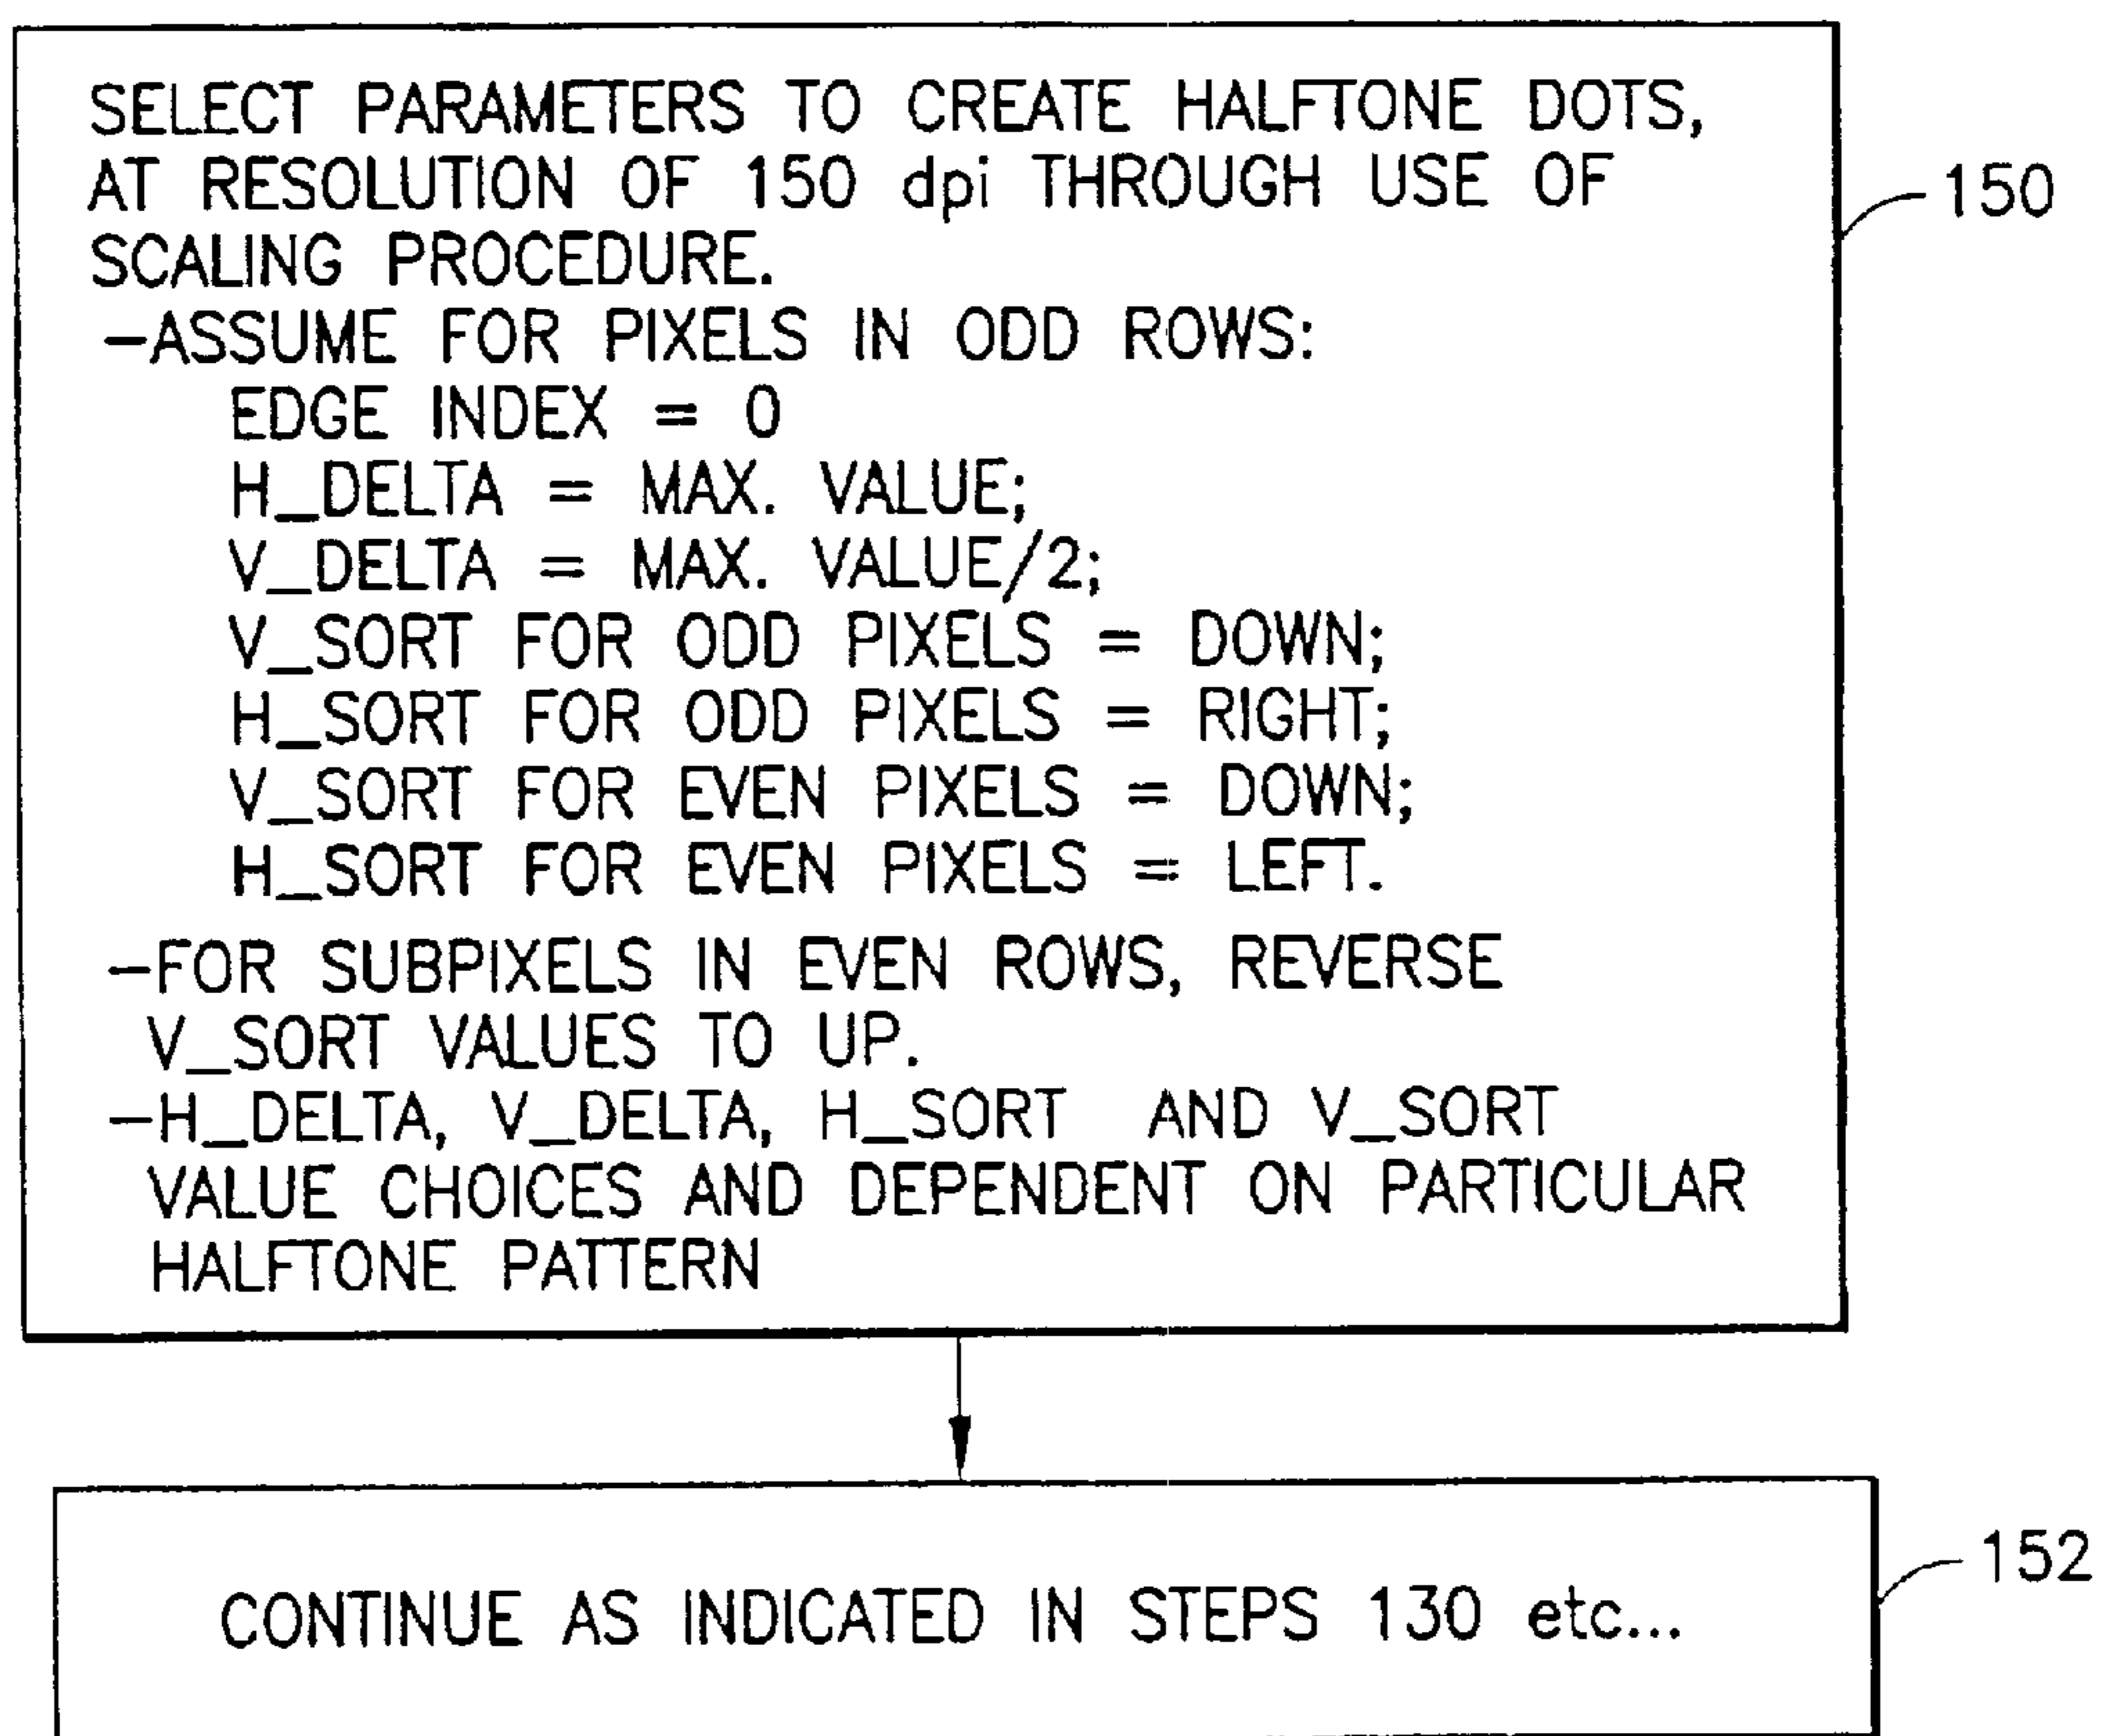 SELECT PARAMETERS TO CREATE HALFTONE DOTS,
AT RESOLUTION OF 150 dpi THROUGH USE OF
SCALING PROCEDURE.
-ASSUME FOR PIXELS IN ODD ROWS:
EDGE INDEX = 0
H_DELTA = MAX. VALUE;
V_DELTA = MAX. VALUE/2;
V_SORT FOR ODD PIXELS = DOWN;
H_SORT FOR ODD PIXELS = RIGHT;
V_SORT FOR EVEN PIXELS = DOWN;
H_SORT FOR EVEN PIXELS = LEFT.
-FOR SUBPIXELS IN EVEN ROWS, REVERSE
V_SORT VALUES TO UP.
-H_DELTA, V_DELTA, H_SORT AND V_SORT
VALUE CHOICES AND DEPENDENT ON PARTICULAR
HALFTONE PATTERN
150
CONTINUE AS INDICATED IN STEPS 130 etc...
152